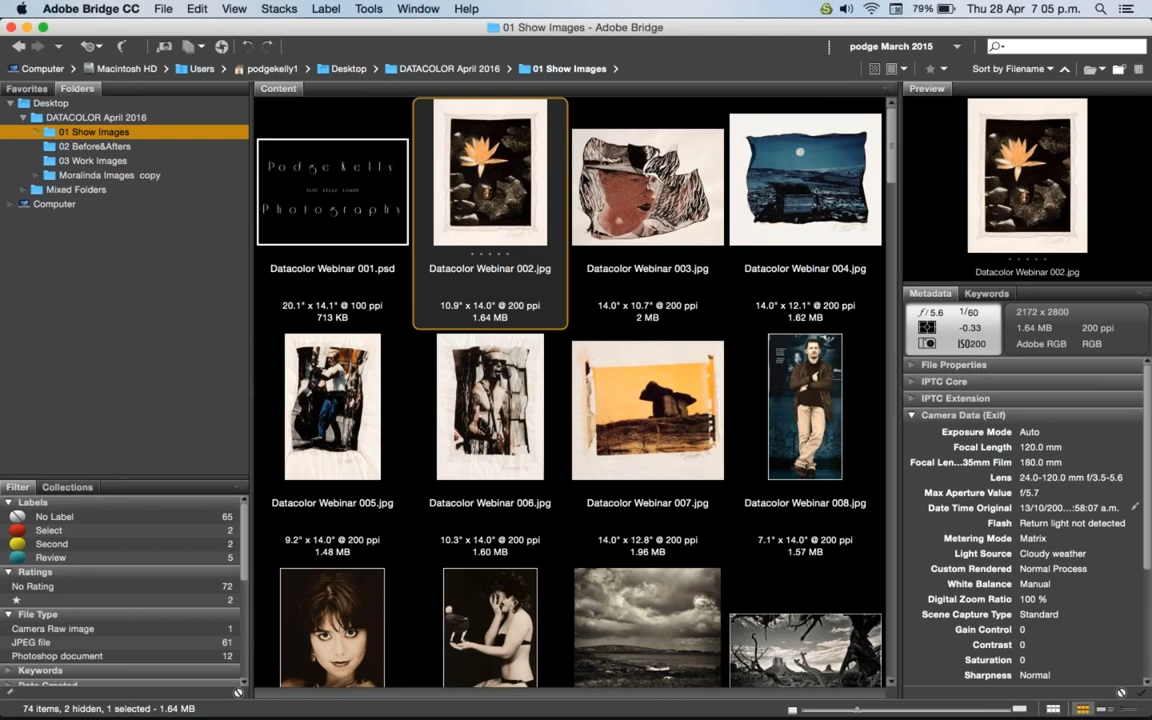 Adobe Bridge CC File Edit View Stacks Label Tools Window Help 79% Thu 28 Apr 7 05 p.m.
01 Show Images - Adobe Bridge
podge March 2015
Computer Macintosh HD Users podgekelly1 Desktop DATACOLOR April 2016 01 Show Images Sort by Filename
Favorites Folders
Desktop
DATACOLOR April 2016
01 Show Images
02 Before&Afters
03 Work Images
Moralinda Images copy
Mixed Folders
Computer
Filter Collections
Labels
No Label 65
Select 2
Second 2
Review 5
Ratings
No Rating 72
★ 2
File Type
Camera Raw image 1
JPEG file 61
Photoshop document 12
Keywords
Date Created
Content
Podge Kelly
Photography
Datacolor Webinar 001.psd
20.1" x 14.1" @ 100 ppi
713 KB
Datacolor Webinar 002.jpg
10.9" x 14.0" @ 200 ppi
1.64 MB
Datacolor Webinar 003.jpg
14.0" x 10.7" @ 200 ppi
2 MB
Datacolor Webinar 004.jpg
14.0" x 12.1" @ 200 ppi
1.62 MB
Datacolor Webinar 005.jpg
9.2" x 14.0" @ 200 ppi
1.48 MB
Datacolor Webinar 006.jpg
10.3" x 14.0" @ 200 ppi
1.60 MB
Datacolor Webinar 007.jpg
14.0" x 12.8" @ 200 ppi
1.96 MB
Datacolor Webinar 008.jpg
7.1" x 14.0" @ 200 ppi
1.57 MB
Preview
Datacolor Webinar 002.jpg
Metadata Keywords
ƒ/ 5.6 1/60
-0.33
ISO200
2172 x 2800
1.64 MB 200 ppi
Adobe RGB RGB
File Properties
IPTC Core
IPTC Extension
Camera Data (Exif)
Exposure Mode Auto
Focal Length 120.0 mm
Focal Len...35mm Film 180.0 mm
Lens 24.0-120.0 mm f/3.5-5.6
Max Aperture Value f/5.7
Date Time Original 13/10/200...:58:07 a.m.
Flash Return light not detected
Metering Mode Matrix
Light Source Cloudy weather
Custom Rendered Normal Process
White Balance Manual
Digital Zoom Ratio 100 %
Scene Capture Type Standard
Gain Control 0
Contrast 0
Saturation 0
Sharpness Normal
74 items, 2 hidden, 1 selected - 1.64 MB